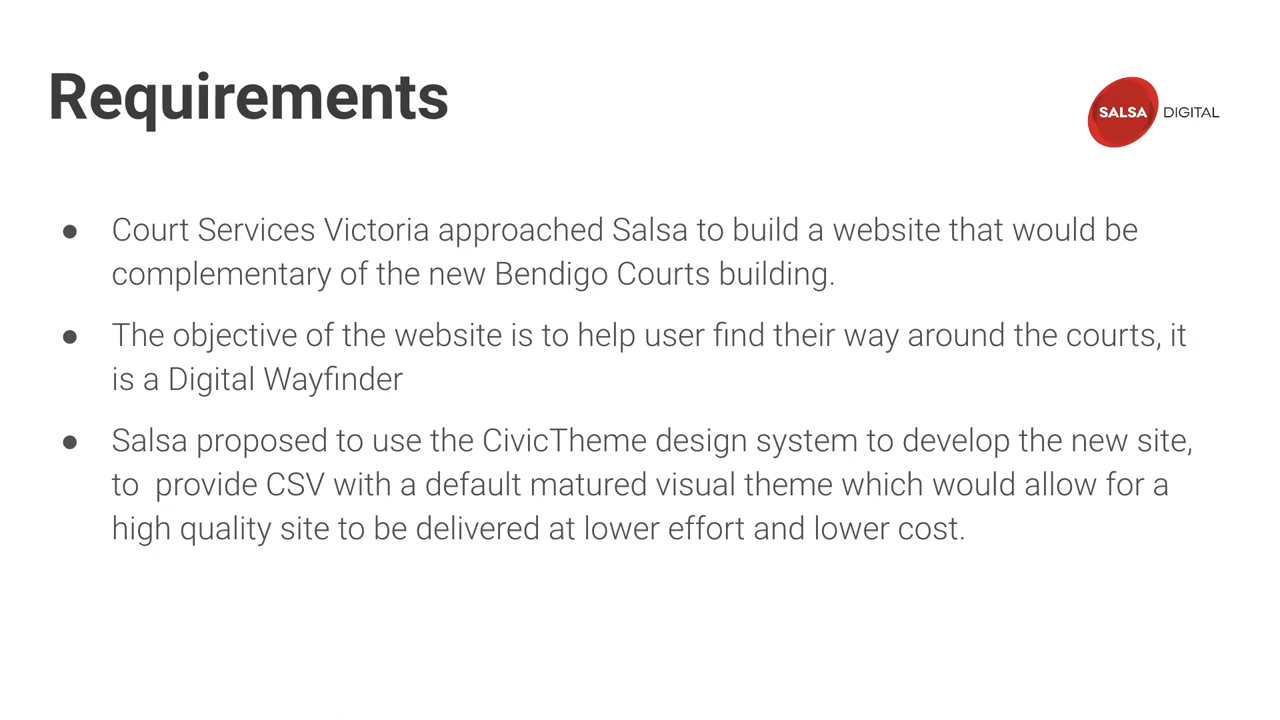 Requirements
SALSA DIGITAL
● Court Services Victoria approached Salsa to build a website that would be
complementary of the new Bendigo Courts building.
● The objective of the website is to help user find their way around the courts, it
is a Digital Wayfinder
● Salsa proposed to use the CivicTheme design system to develop the new site,
to  provide CSV with a default matured visual theme which would allow for a
high quality site to be delivered at lower effort and lower cost.